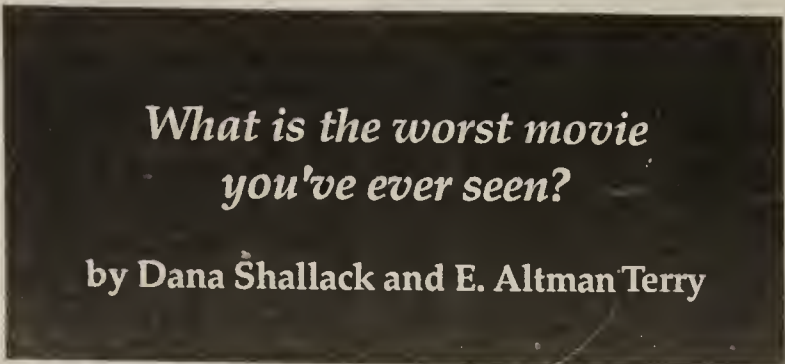 What is the worst movie
you've ever seen?
by Dana Shallack and E. Altman Terry